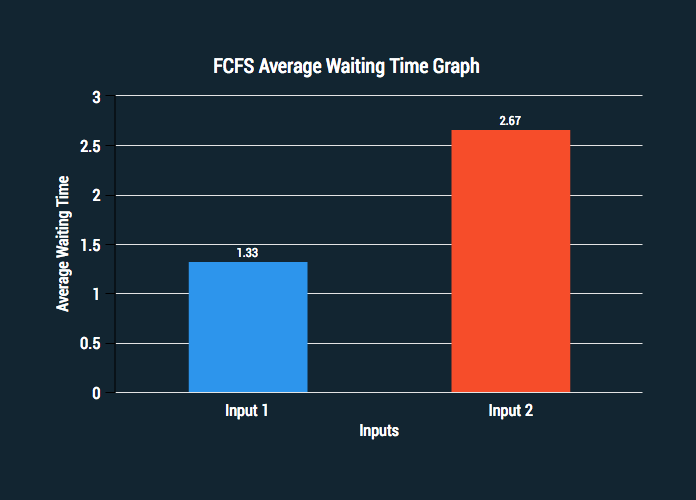 FCFS Average Waiting Time Graph
3
2.5
2
1.5
1
0.5
0
Average Waiting Time
1.33
2.67
Input 1
Input 2
Inputs